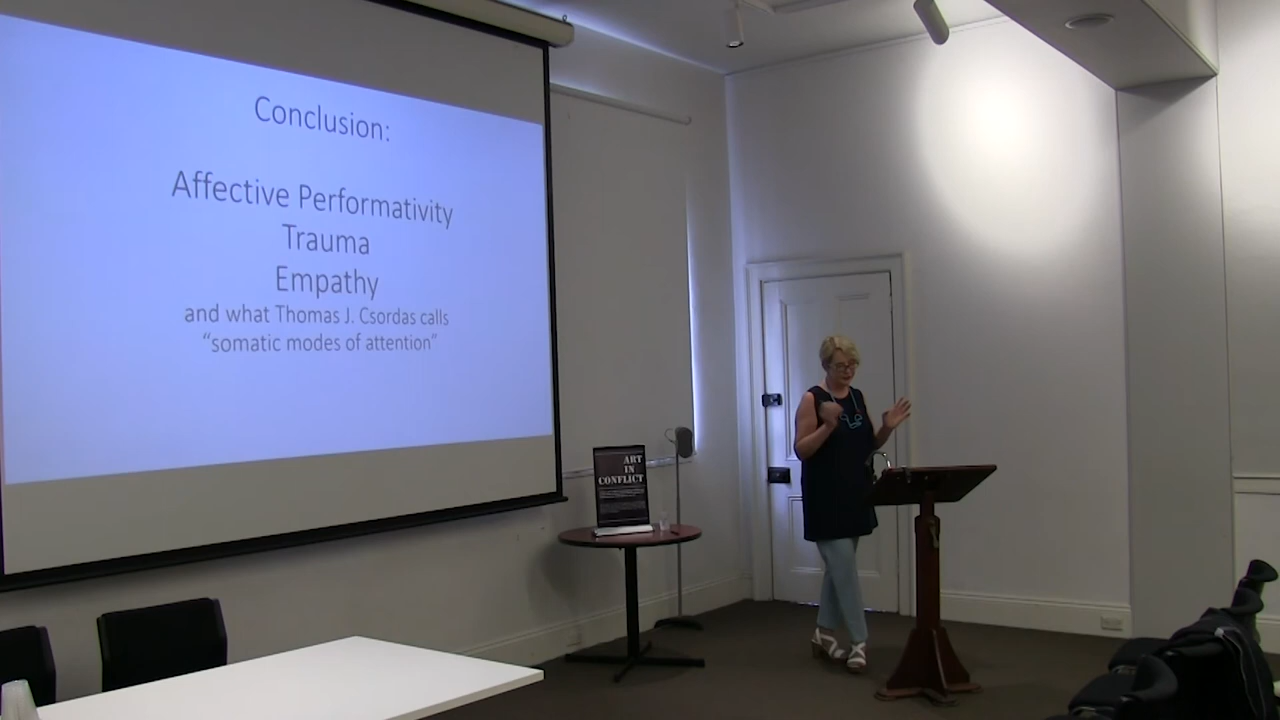 Conclusion:
Affective Performativity
Trauma
Empathy
and what Thomas J. Csordas calls
“somatic modes of attention”
ART
IN
CONFLICT